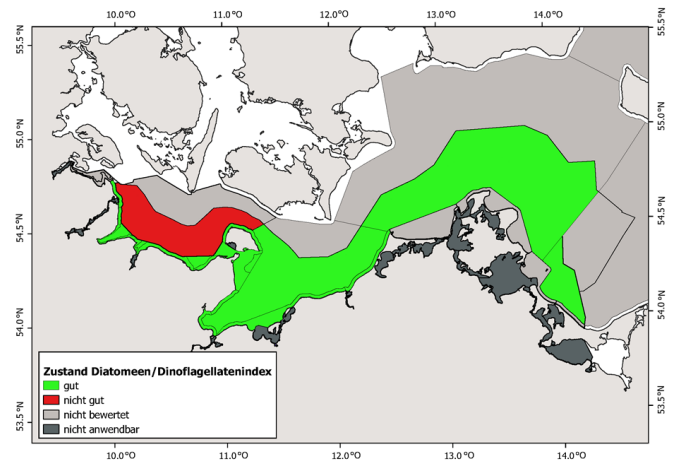 10.0°O 11.0°O 12.0°O 13.0°O 14.0°O
55.5°N
55.0°N
54.5°N
54.0°N
53.5°N
55.5°N
55.0°N
54.5°N
54.0°N
53.5°N
Zustand Diatomeen/Dinoflagellatenindex
gut
nicht gut
nicht bewertet
nicht anwendbar
10.0°O 11.0°O 12.0°O 13.0°O 14.0°O